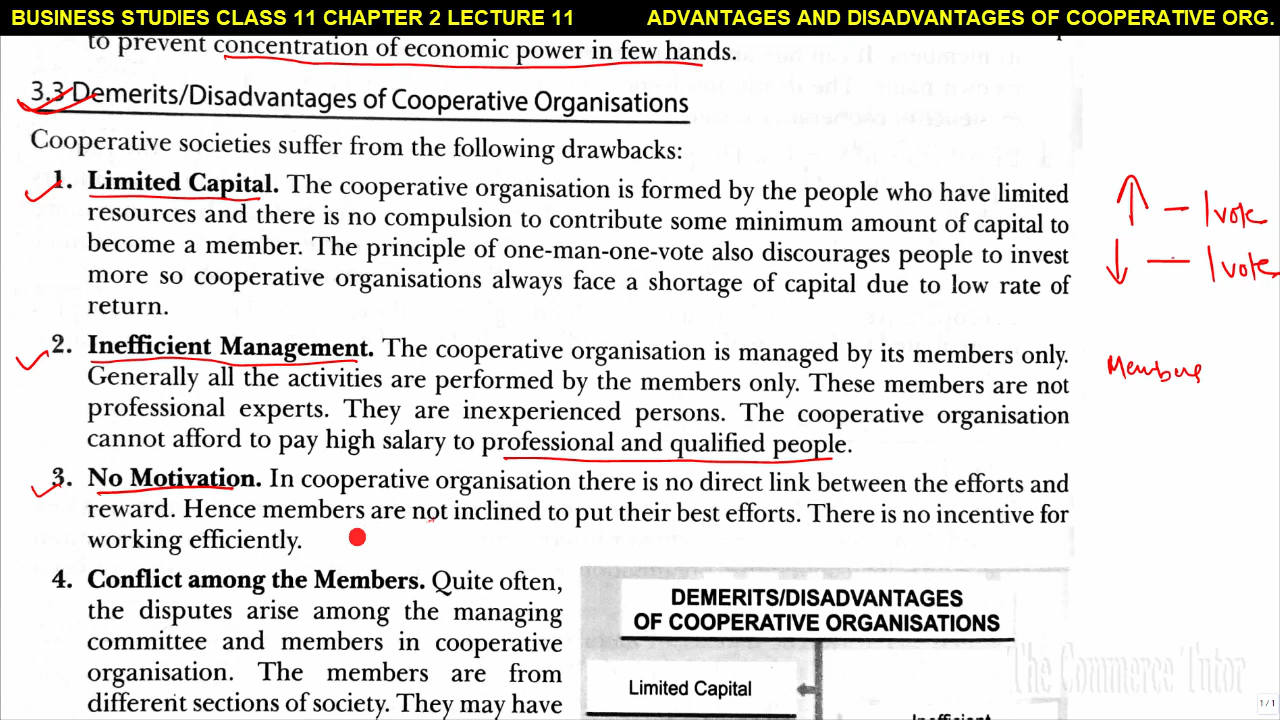 BUSINESS STUDIES CLASS 11 CHAPTER 2 LECTURE 11 ADVANTAGES AND DISADVANTAGES OF COOPERATIVE ORG.
to prevent concentration of economic power in few hands.
3.3 Demerits/Disadvantages of Cooperative Organisations
Cooperative societies suffer from the following drawbacks:
1. Limited Capital. The cooperative organisation is formed by the people who have limited
resources and there is no compulsion to contribute some minimum amount of capital to
become a member. The principle of one-man-one-vote also discourages people to invest
more so cooperative organisations always face a shortage of capital due to low rate of
return.
↑ — 1 vote
↓ — 1 vote
2. Inefficient Management. The cooperative organisation is managed by its members only.
Generally all the activities are performed by the members only. These members are not
professional experts. They are inexperienced persons. The cooperative organisation
cannot afford to pay high salary to professional and qualified people.
Members
3. No Motivation. In cooperative organisation there is no direct link between the efforts and
reward. Hence members are not inclined to put their best efforts. There is no incentive for
working efficiently.
4. Conflict among the Members. Quite often,
the disputes arise among the managing
committee and members in cooperative
organisation. The members are from
different sections of society. They may have
DEMERITS/DISADVANTAGES
OF COOPERATIVE ORGANISATIONS
Limited Capital
The Commerce Tutor
1/1